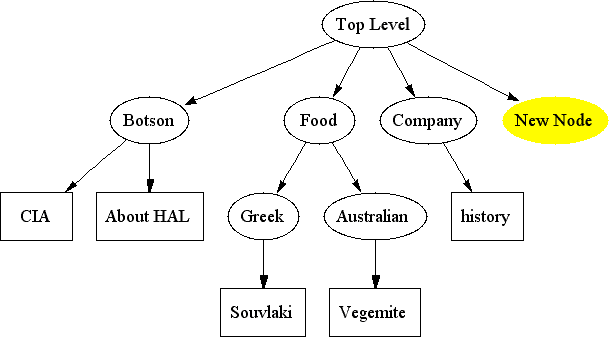 Top Level
Botson
Food
Company
New Node
CIA
About HAL
Greek
Australian
history
Souvlaki
Vegemite